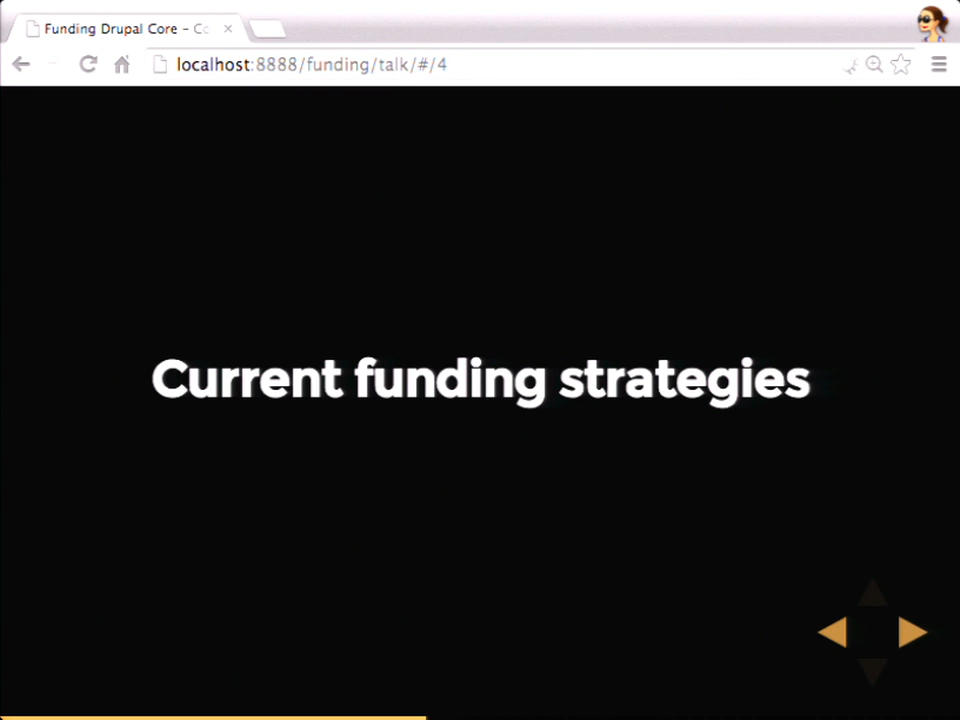 Funding Drupal Core – Co
localhost:8888/funding/talk/#/4
Current funding strategies